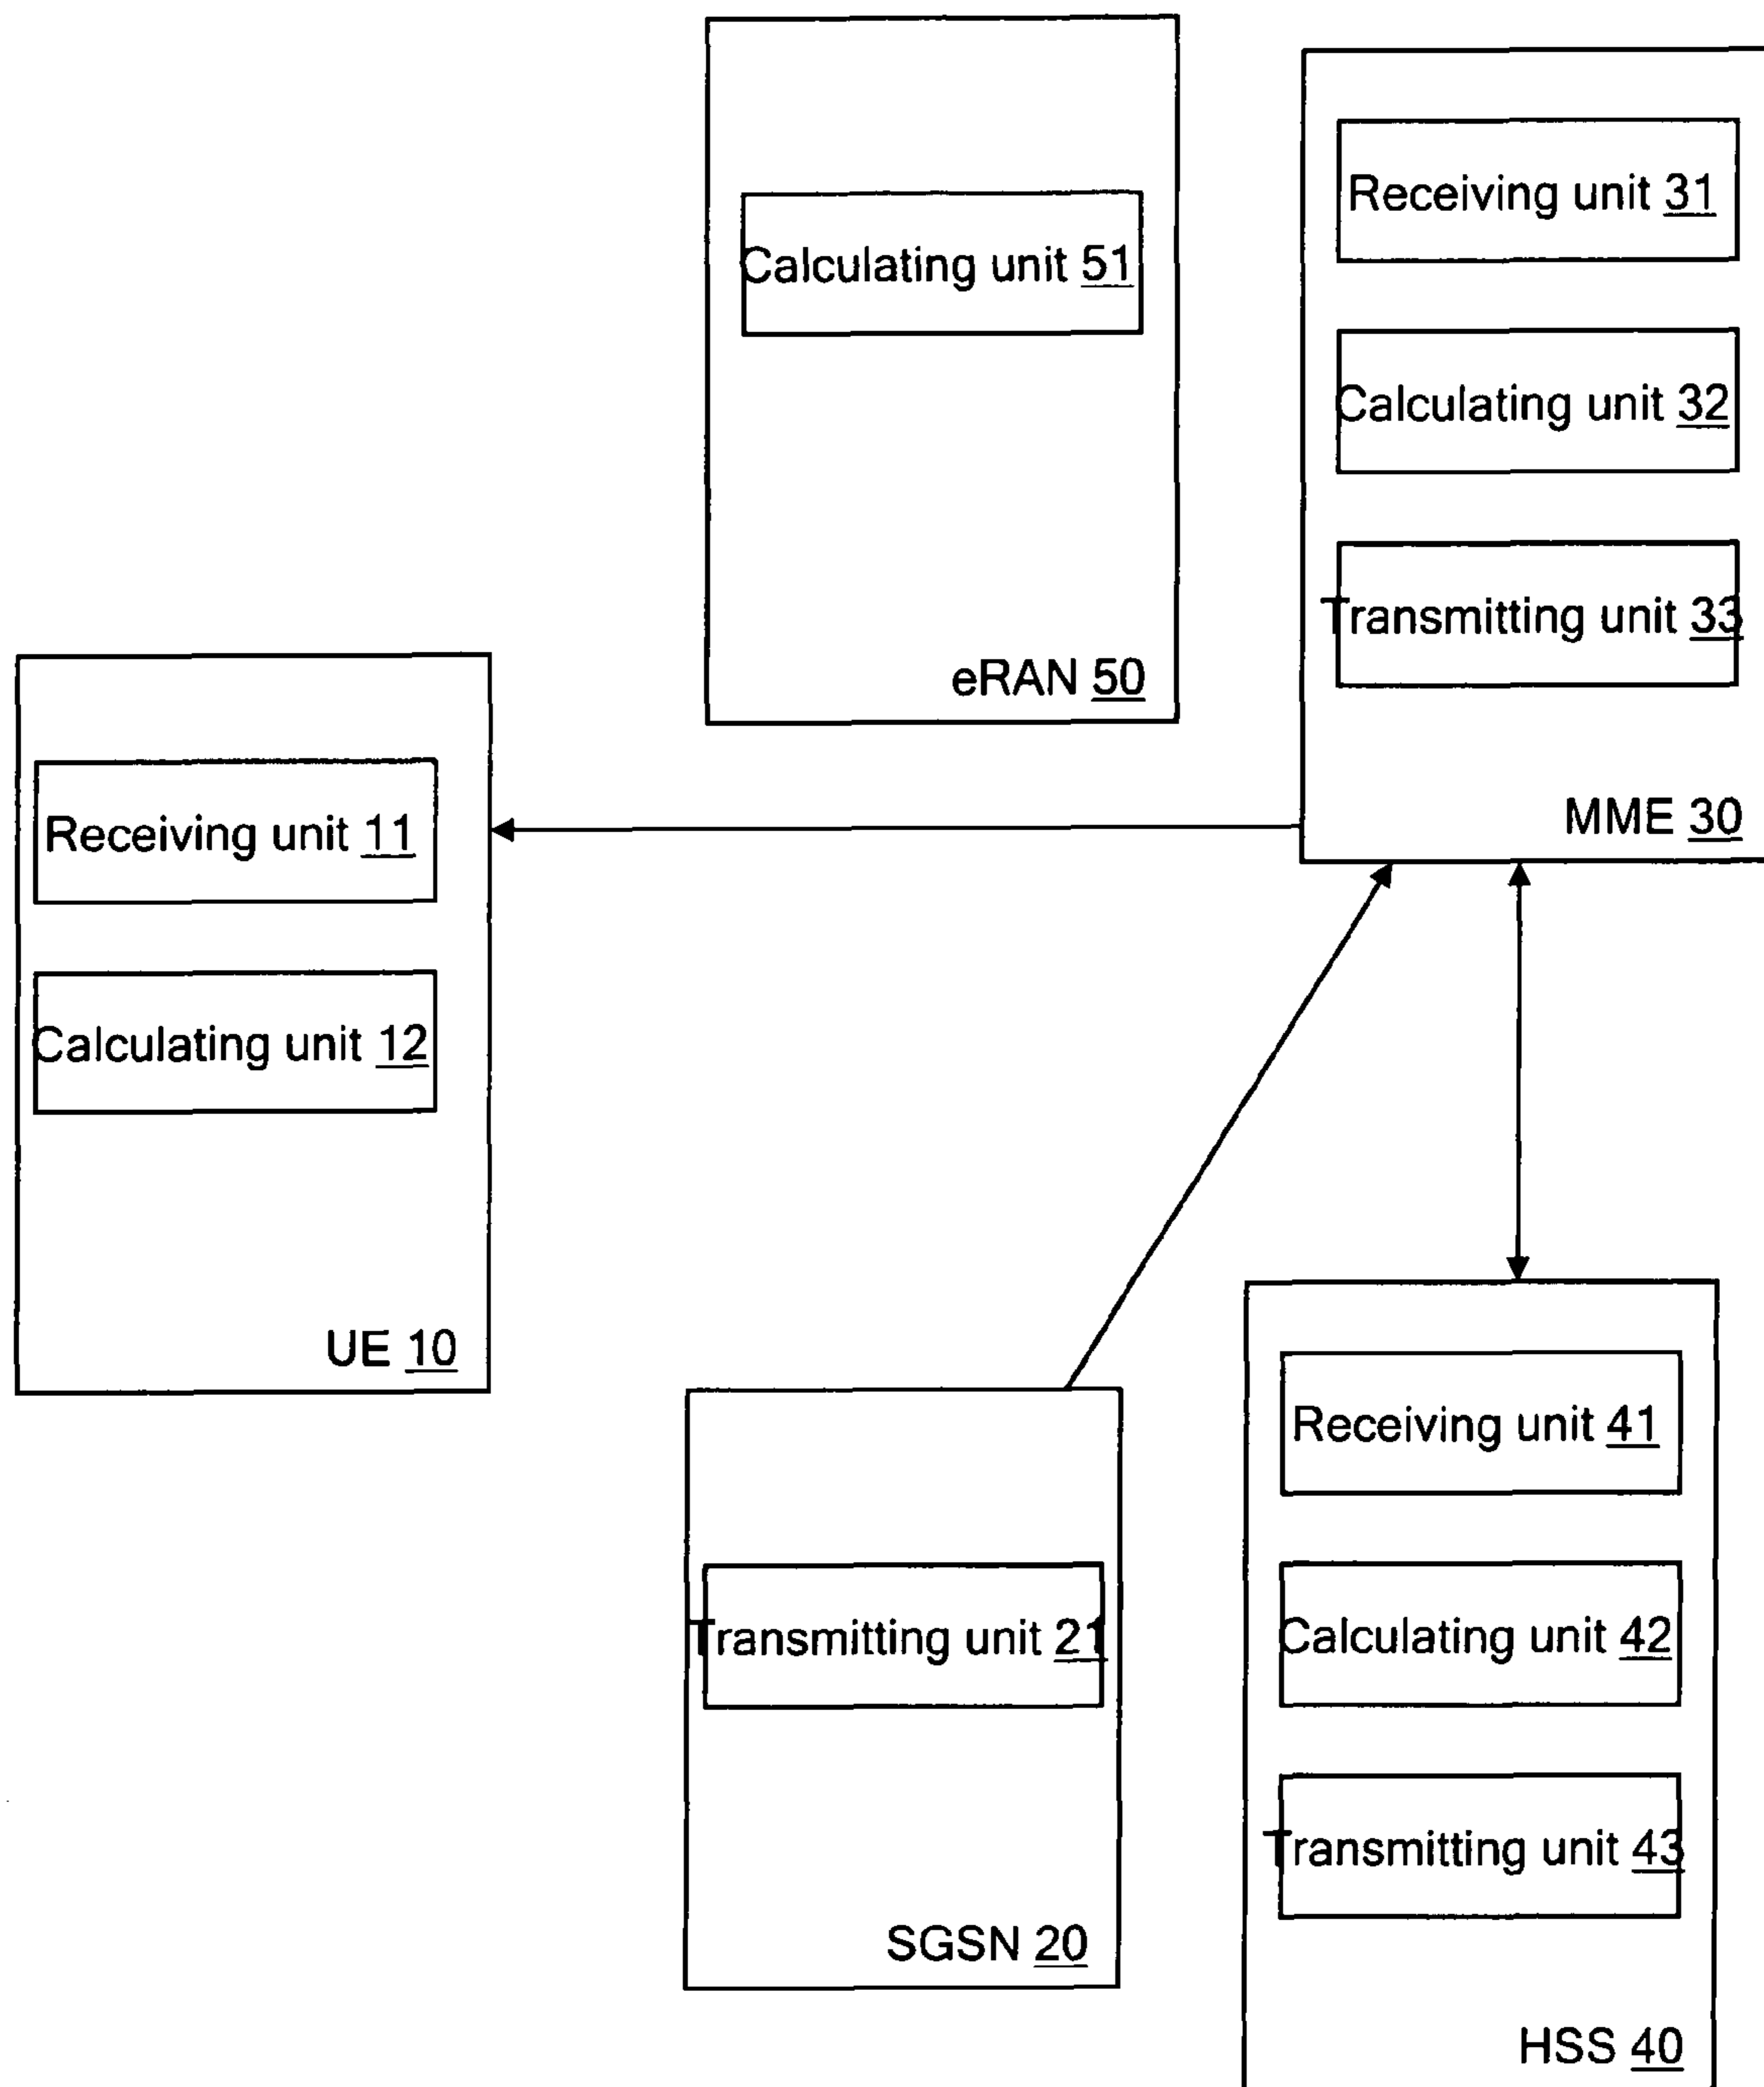 Calculating unit 51
eRAN 50
Receiving unit 31
Calculating unit 32
Transmitting unit 33
MME 30
Receiving unit 11
Calculating unit 12
UE 10
Transmitting unit 21
SGSN 20
Receiving unit 41
Calculating unit 42
Transmitting unit 43
HSS 40